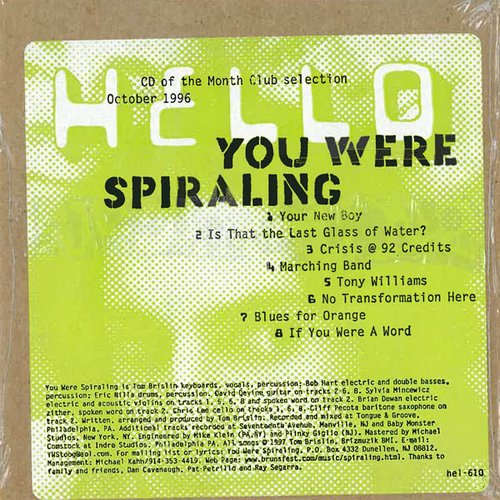 HELLO
CD of the Month Club selection
October 1996
YOU WERE
SPIRALING
1 Your New Boy
2 Is That the Last Glass of Water?
3 Crisis @ 92 Credits
4 Marching Band
5 Tony Williams
6 No Transformation Here
7 Blues for Orange
8 If You Were A Word
You Were Spiraling is Tom Brislin keyboards, vocals, percussion; Bob Hart electric and double basses,
percussion; Eric Millia drums, percussion. David Levine guitar on tracks 2-6, 8. Sylvia Mincewicz
electric and acoustic violins on tracks 1, 5, 6, 8 and spoken word on track 2. Brian Dewan electric
zither, spoken word on track 2. Chris Lee cello on tracks 1, 6, 8. Cliff Pecota baritone saxophone on
track 2. Written, arranged and produced by Tom Brislin. Recorded and mixed at Tongue & Groove,
Philadelphia, PA. Additional tracks recorded at Seventeenth Avenue, Manville, NJ and Baby Monster
Studios, New York, NY. Engineered by Mike Klein (PA,NY) and Pinky Giglio (NJ). Mastered by Michael
Comstock at Indre Studios, Philadelphia PA. All songs © 197 Tom Brislin, Brizmuzik BMI. E-mail:
YWStoo@aol.com. For mailing list or lyrics: You Were Spiraling, P.O. Box 4332 Dunellen, NJ 08812.
Management: Michael Kahn/914-353-4419. Web Page: www.brunsfest.com/music/spiraling.html. Thanks to
family and friends, Dan Cavenaugh, Pat Petrillo and Ray Segarra.
hel-610